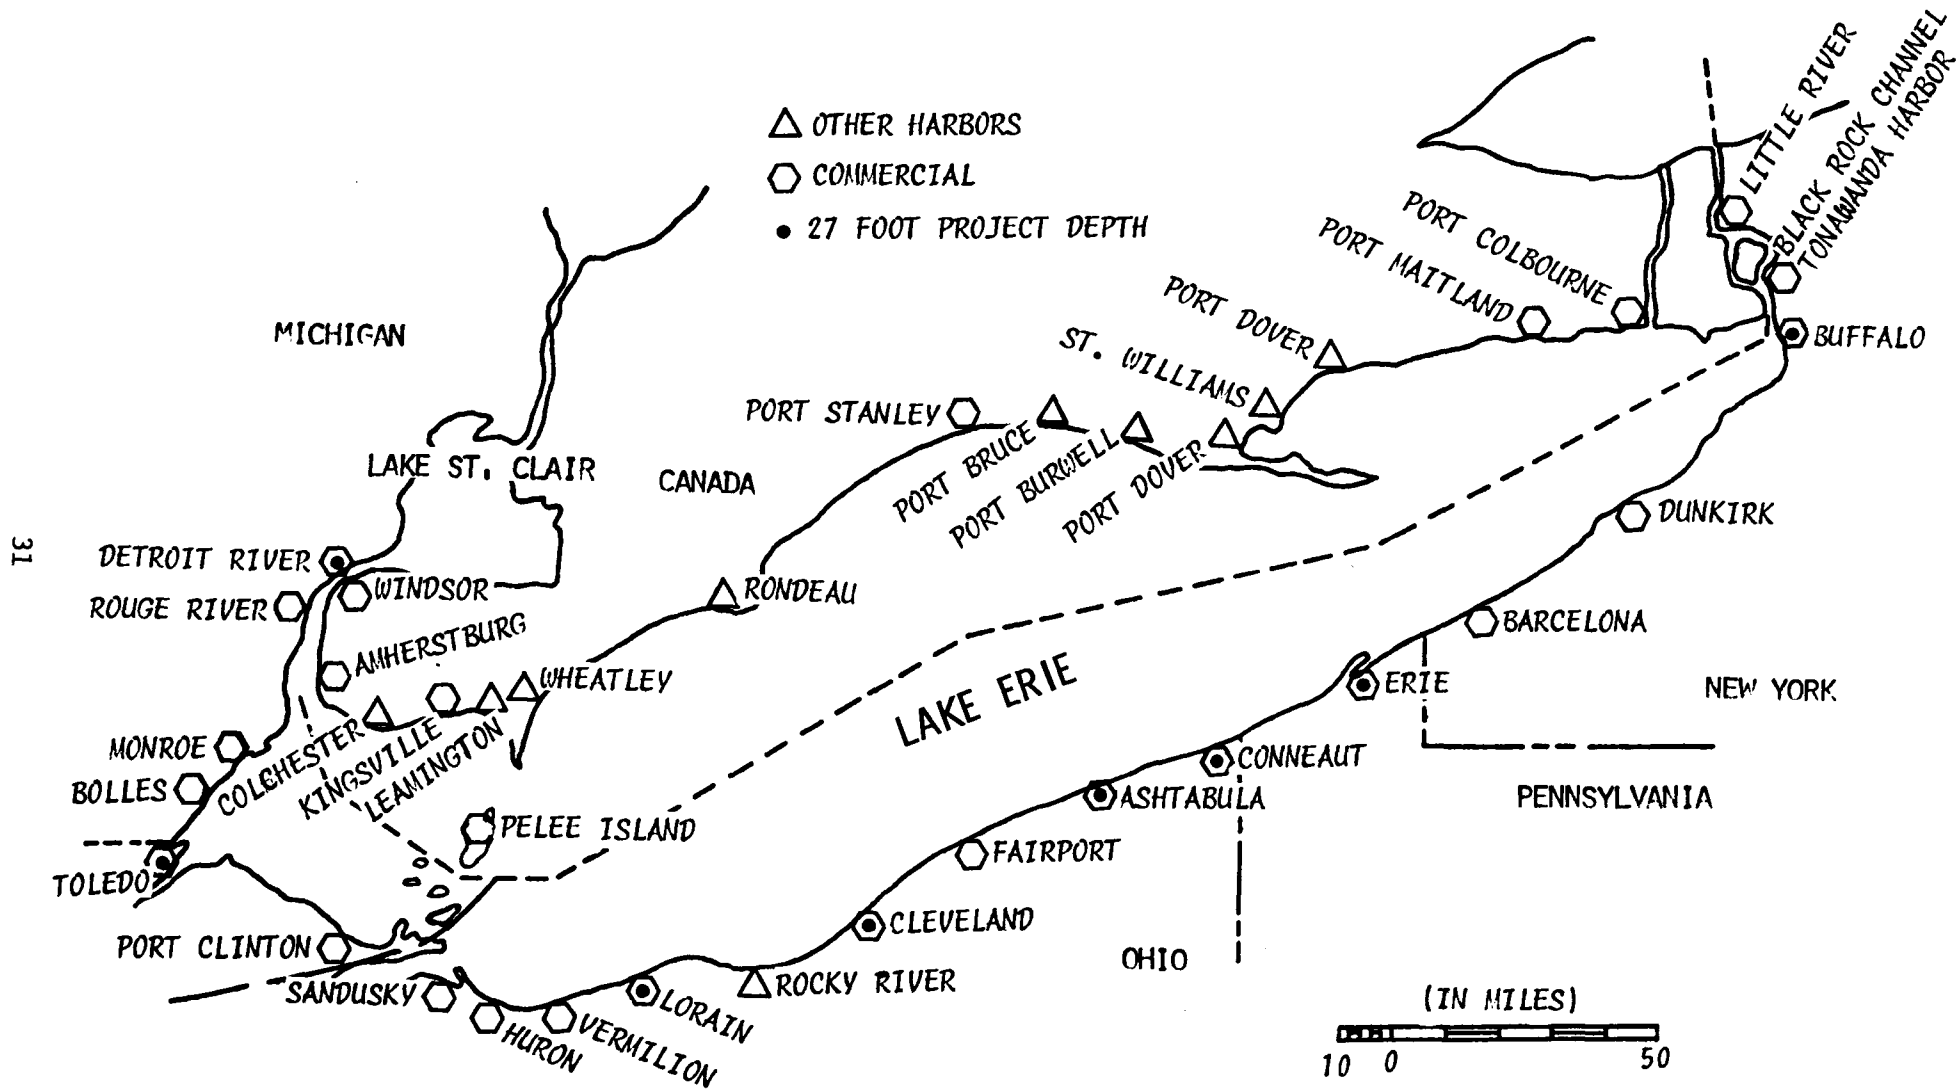 OTHER HARBORS
COMMERCIAL
27 FOOT PROJECT DEPTH
LITTLE RIVER
BLACK ROCK CHANNEL
TONAWANDA HARBOR
PORT COLBOURNE
PORT MAITLAND
PORT DOVER
ST. WILLIAMS
MICHIGAN
BUFFALO
PORT STANLEY
PORT BRUCE
PORT BURWELL
PORT DOVER
LAKE ST. CLAIR
CANADA
DUNKIRK
31
DETROIT RIVER
WINDSOR
RONDEAU
ROUGE RIVER
BARCELONA
AMHERSTBURG
WHEATLEY
LAKE ERIE
ERIE
NEW YORK
MONROE
COLCHESTER
KINGSVILLE
LEAMINGTON
CONNEAUT
BOLLES
ASHTABULA
PENNSYLVANIA
PELEE ISLAND
FAIRPORT
TOLEDO
CLEVELAND
PORT CLINTON
OHIO
ROCKY RIVER
SANDUSKY
LORAIN
VERMILION
HURON
(IN MILES)
10 0 50